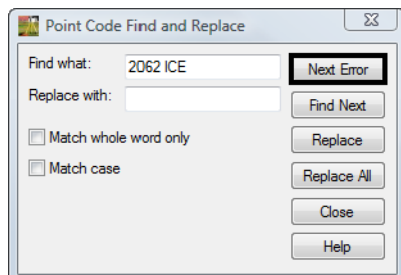 Point Code Find and Replace
Find what: 2062 ICE
Next Error
Replace with:
Find Next
Match whole word only
Replace
Match case
Replace All
Close
Help